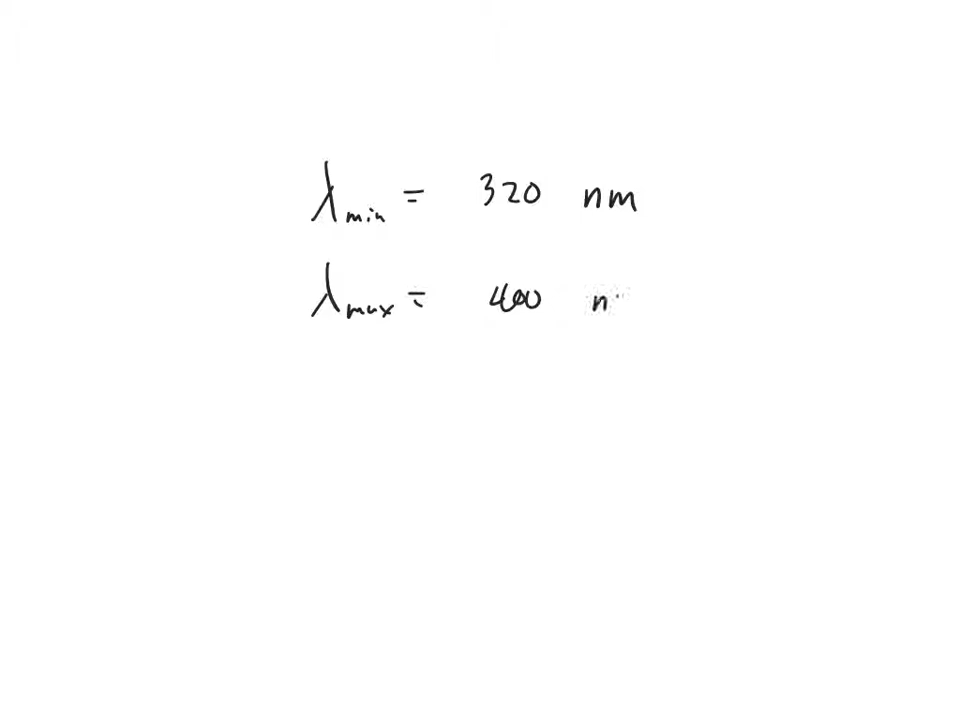 λmin = 320 nm
λmax = 400 n